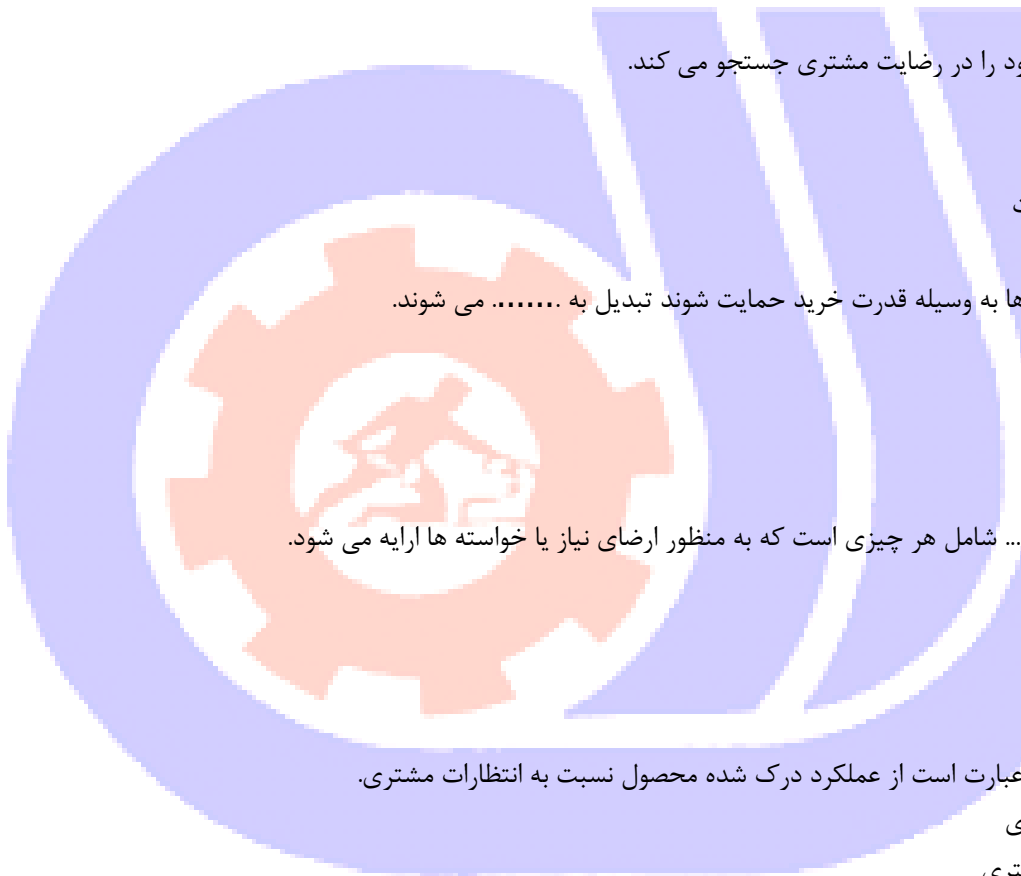 ود را در رضایت مشتری جستجو می کند.
د
ها به وسیله قدرت خرید حمایت شوند تبدیل به ........ می شوند.
... شامل هر چیزی است که به منظور ارضای نیاز یا خواسته ها ارایه می شود.
عبارت است از عملکرد درک شده محصول نسبت به انتظارات مشتری.
ی
تری